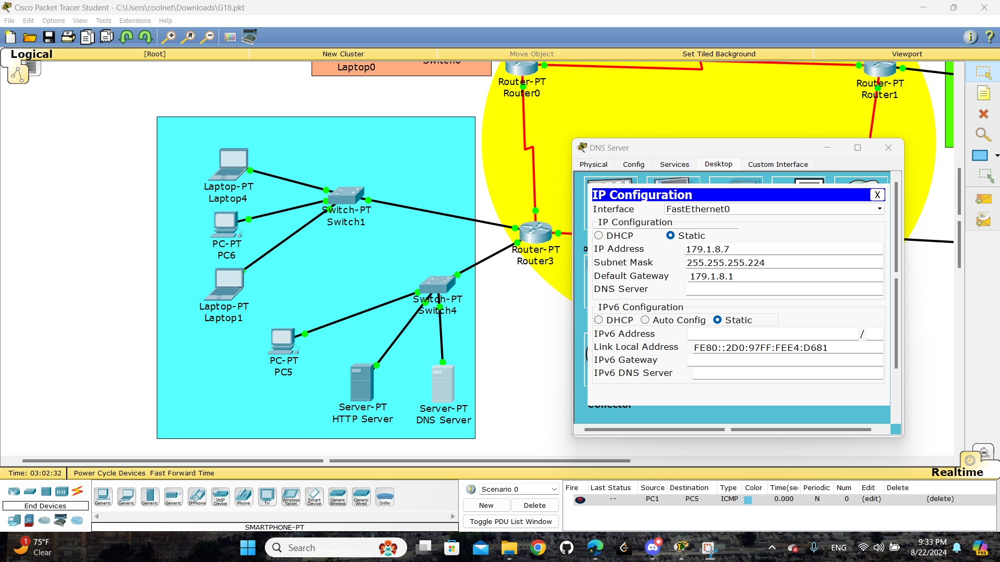 Cisco Packet Tracer Student - C:\Users\coolnet\Downloads\G18.pkt
File Edit Options View Tools Extensions Help
Logical [Root] New Cluster Move Object Set Tiled Background Viewport
Laptop0
Router-PT
Router0
Router-PT
Router1
Laptop-PT
Laptop4
Switch-PT
Switch1
PC-PT
PC6
Router-PT
Router3
Laptop-PT
Laptop1
Switch-PT
Switch4
PC-PT
PC5
Server-PT
HTTP Server
Server-PT
DNS Server
DNS Server
Physical Config Services Desktop Custom Interface
IP Configuration X
Interface FastEthernet0
IP Configuration
DHCP Static
IP Address 179.1.8.7
Subnet Mask 255.255.255.224
Default Gateway 179.1.8.1
DNS Server
IPv6 Configuration
DHCP Auto Config Static
IPv6 Address /
Link Local Address FE80::2D0:97FF:FEE4:D681
IPv6 Gateway
IPv6 DNS Server
Time: 03:02:32 Power Cycle Devices Fast Forward Time Realtime
End Devices
Generic Generic Generic Generic IPPhone VoIP Device Phone TV Wireless Tablet Smart Device Generic Wireless Generic Wired Sniffer
SMARTPHONE-PT
Scenario 0
New Delete
Toggle PDU List Window
Fire Last Status Source Destination Type Color Time(sec Periodic Num Edit Delete
-- PC1 PC5 ICMP 0.000 N 0 (edit) (delete)
1 75°F
Clear
Search
PRE
ENG
9:33 PM
8/22/2024